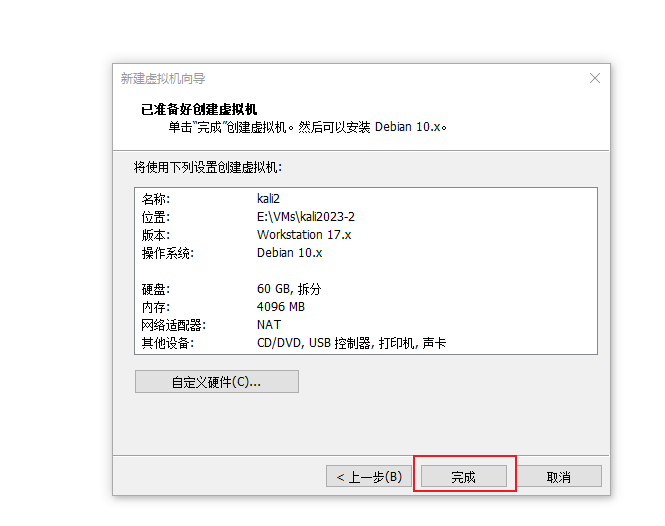 新建虚拟机向导
已准备好创建虚拟机
单击“完成”创建虚拟机。然后可以安装 Debian 10.x。
将使用下列设置创建虚拟机:
名称: kali2
位置: E:\VMs\kali2023-2
版本: Workstation 17.x
操作系统: Debian 10.x
硬盘: 60 GB, 拆分
内存: 4096 MB
网络适配器: NAT
其他设备: CD/DVD, USB 控制器, 打印机, 声卡
自定义硬件(C)...
< 上一步(B) 完成 取消